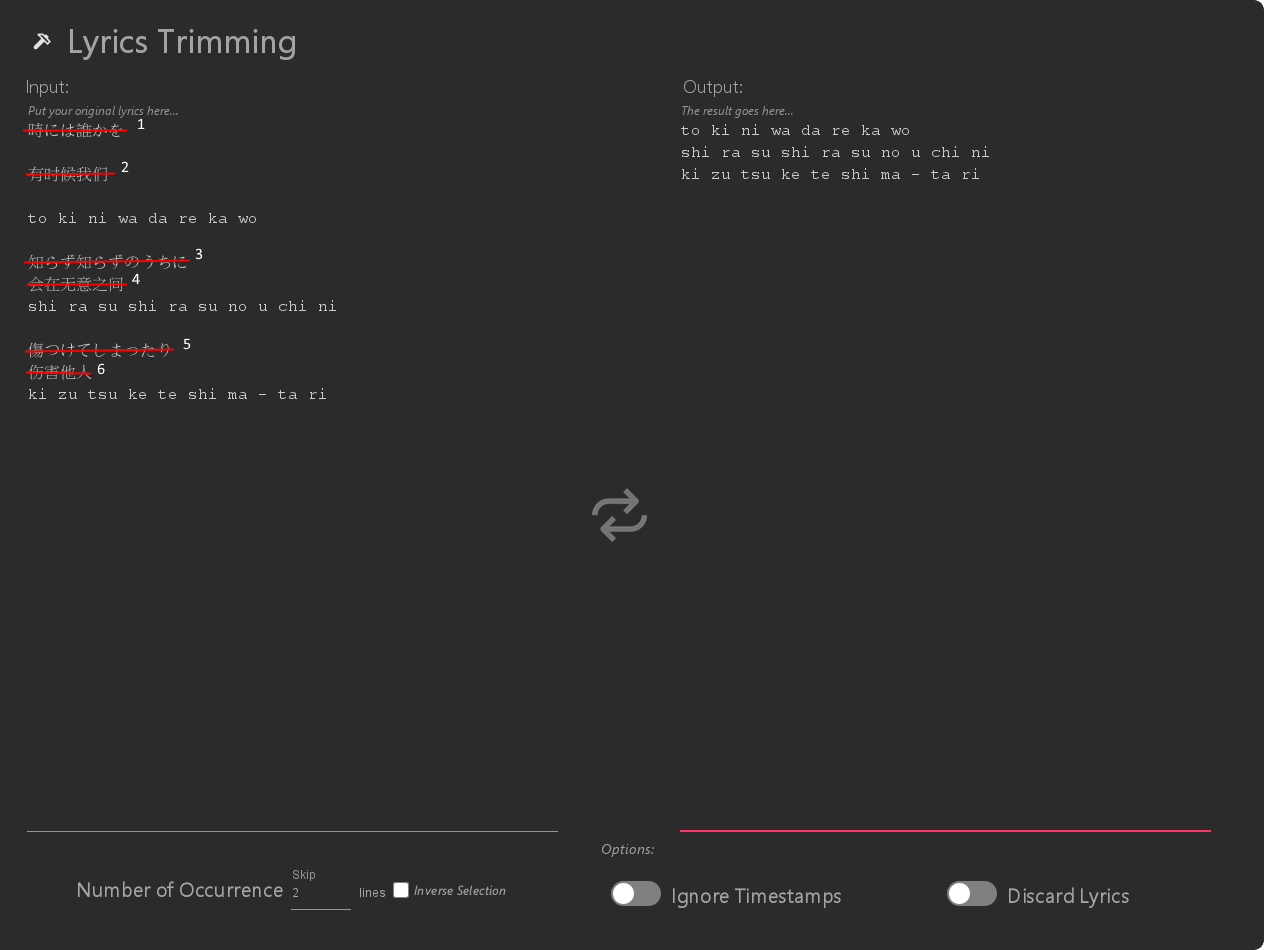 Lyrics Trimming
Input:
Put your original lyrics here...
時には誰かを 1
有时候我们 2
to ki ni wa da re ka wo
知らず知らずのうちに 3
会在无意之间 4
shi ra su shi ra su no u chi ni
傷つけてしまったり 5
伤害他人 6
ki zu tsu ke te shi ma - ta ri
Output:
The result goes here...
to ki ni wa da re ka wo
shi ra su shi ra su no u chi ni
ki zu tsu ke te shi ma - ta ri
Options:
Number of Occurrence Skip 2 lines Inverse Selection
Ignore Timestamps
Discard Lyrics